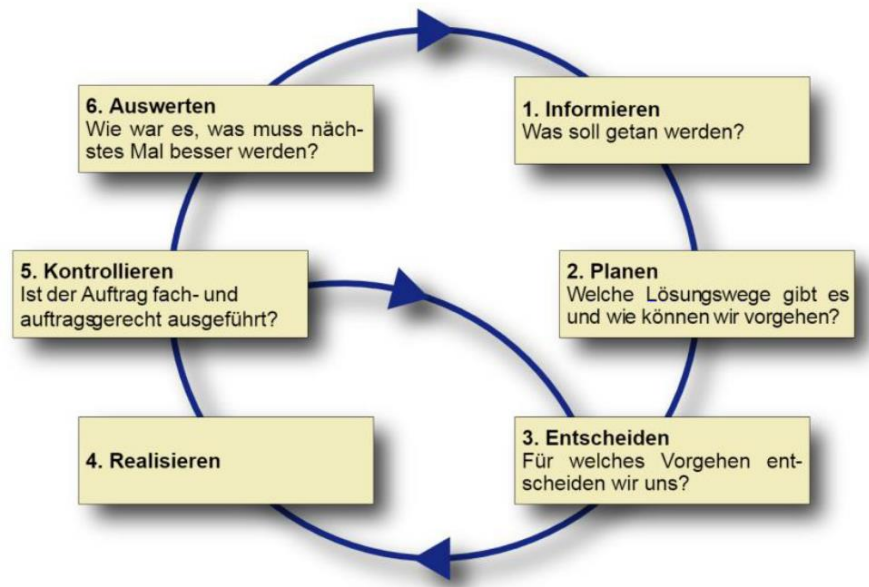 6. Auswerten
Wie war es, was muss näch-
stes Mal besser werden?
1. Informieren
Was soll getan werden?
5. Kontrollieren
Ist der Auftrag fach- und
auftragsgerecht ausgeführt?
2. Planen
Welche Lösungswege gibt es
und wie können wir vorgehen?
4. Realisieren
3. Entscheiden
Für welches Vorgehen ent-
scheiden wir uns?